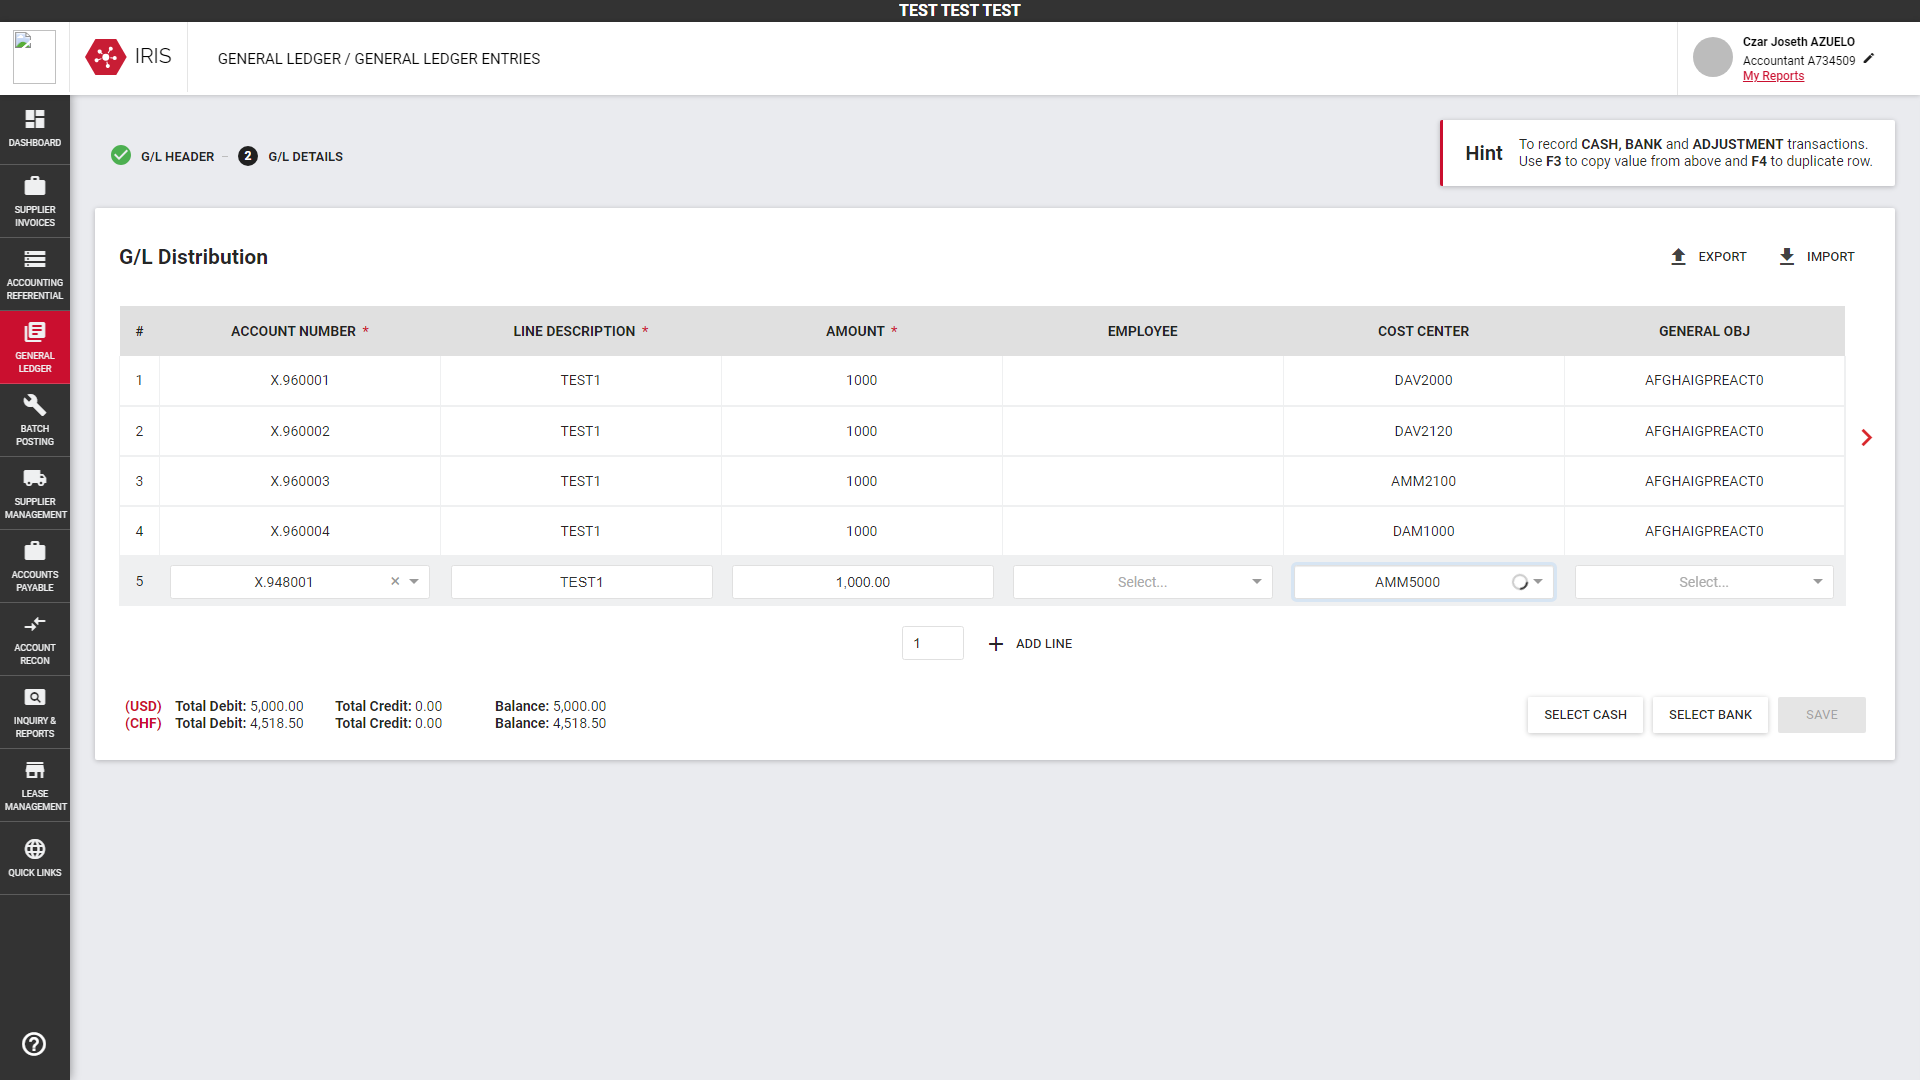 TEST TEST TEST
IRIS
GENERAL LEDGER / GENERAL LEDGER ENTRIES
Czar Joseth AZUELO
Accountant A734509
My Reports
DASHBOARD
SUPPLIER
INVOICES
ACCOUNTING
REFERENTIAL
GENERAL
LEDGER
BATCH
POSTING
SUPPLIER
MANAGEMENT
ACCOUNTS
PAYABLE
ACCOUNT
RECON
INQUIRY &
REPORTS
LEASE
MANAGEMENT
QUICK LINKS
G/L HEADER – 2 G/L DETAILS
Hint
To record CASH, BANK and ADJUSTMENT transactions.
Use F3 to copy value from above and F4 to duplicate row.
G/L Distribution
EXPORT IMPORT
# ACCOUNT NUMBER * LINE DESCRIPTION * AMOUNT * EMPLOYEE COST CENTER GENERAL OBJ
1 X.960001 TEST1 1000 DAV2000 AFGHAIGPREACT0
2 X.960002 TEST1 1000 DAV2120 AFGHAIGPREACT0
3 X.960003 TEST1 1000 AMM2100 AFGHAIGPREACT0
4 X.960004 TEST1 1000 DAM1000 AFGHAIGPREACT0
5 X.948001 × TEST1 1,000.00 Select... AMM5000 Select...
1 + ADD LINE
(USD) Total Debit: 5,000.00 Total Credit: 0.00 Balance: 5,000.00
(CHF) Total Debit: 4,518.50 Total Credit: 0.00 Balance: 4,518.50
SELECT CASH SELECT BANK SAVE